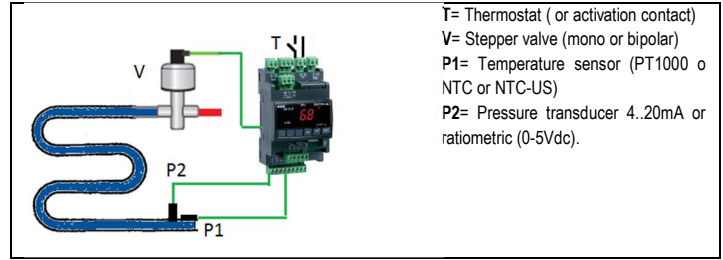 T= Thermostat ( or activation contact)
V= Stepper valve (mono or bipolar)
P1= Temperature sensor (PT1000 o
NTC or NTC-US)
P2= Pressure transducer 4..20mA or
ratiometric (0-5Vdc).
T
V
68
P2
P1